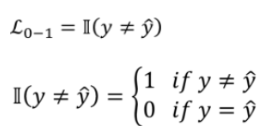 ℒ₀₋₁ = 𝕀(y ≠ ŷ)
𝕀(y ≠ ŷ) = {1 if y ≠ ŷ
0 if y = ŷ